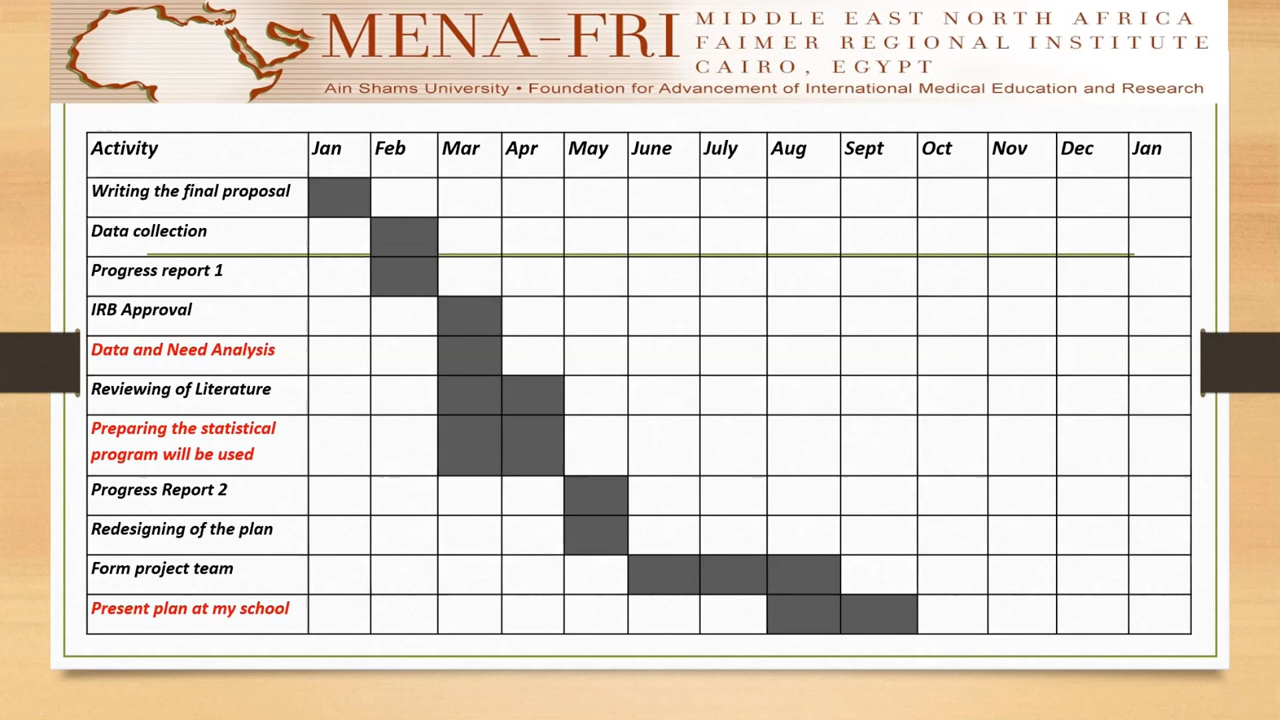 MENA-FRI
MIDDLE EAST NORTH AFRICA
FAIMER REGIONAL INSTITUTE
CAIRO, EGYPT
Ain Shams University • Foundation for Advancement of International Medical Education and Research
Activity Jan Feb Mar Apr May June July Aug Sept Oct Nov Dec Jan
Writing the final proposal
Data collection
Progress report 1
IRB Approval
Data and Need Analysis
Reviewing of Literature
Preparing the statistical
program will be used
Progress Report 2
Redesigning of the plan
Form project team
Present plan at my school